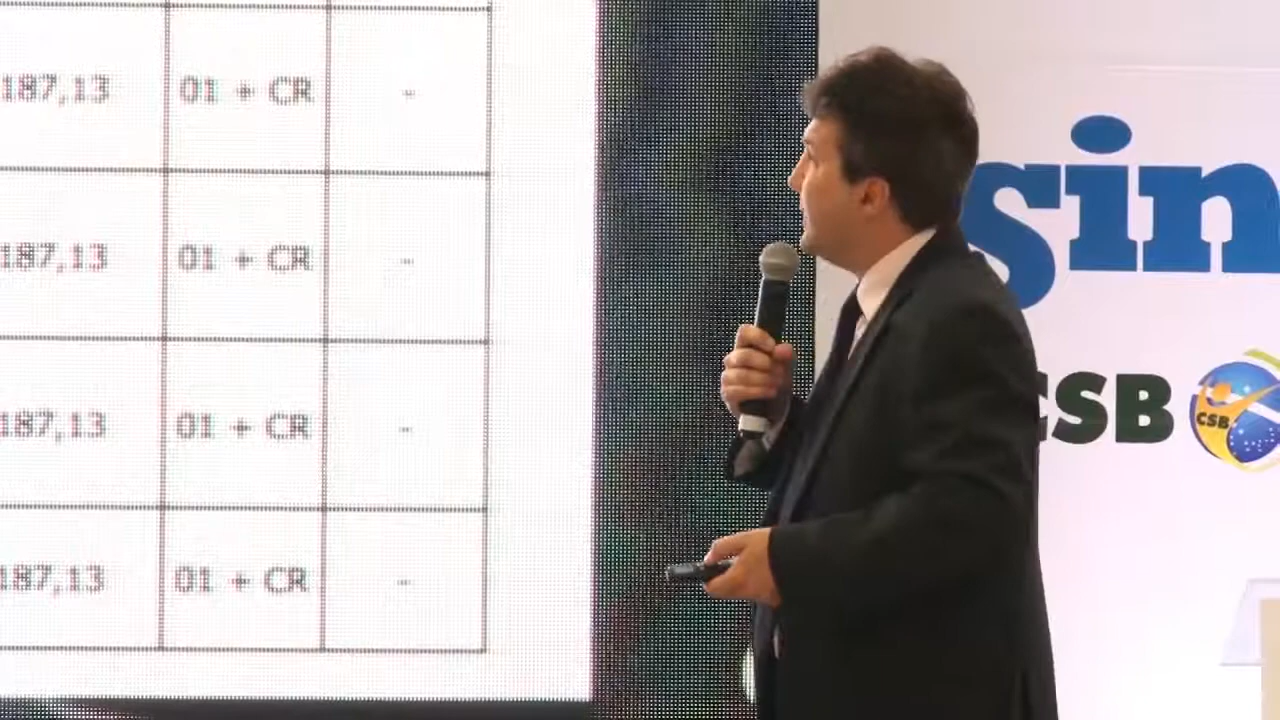 187,13 01 + CR -
187,13 01 + CR -
187,13 01 + CR -
187,13 01 + CR -
sin
CSB
CSB